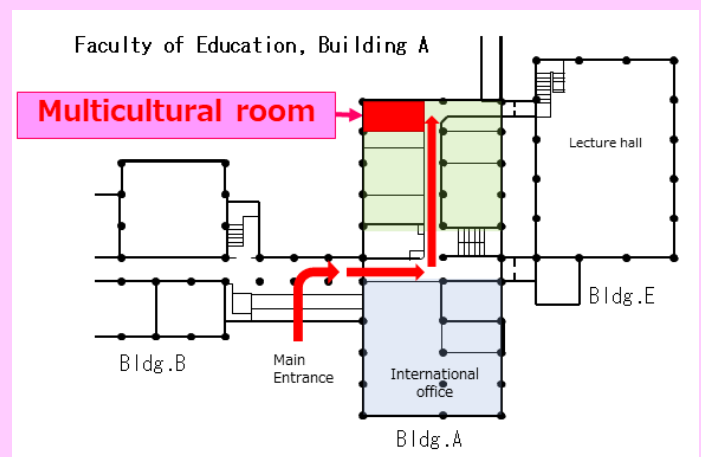 Faculty of Education, Building A
Multicultural room
Lecture hall
Bldg.E
Bldg.B
Main
Entrance
International
office
Bldg.A